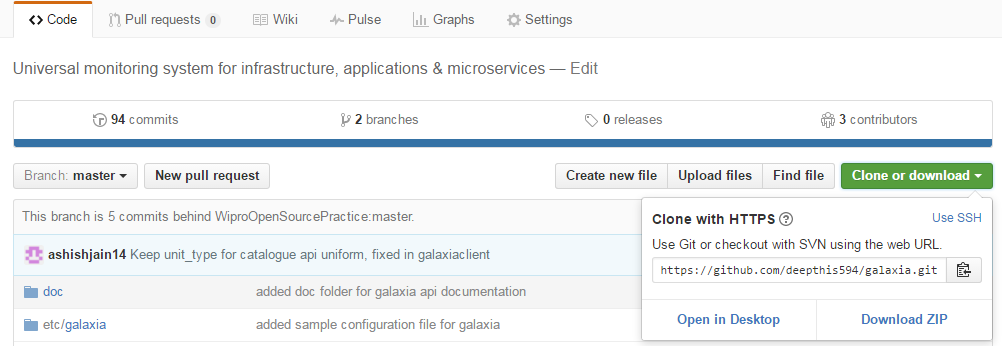 Code Pull requests 0 Wiki Pulse Graphs Settings
Universal monitoring system for infrastructure, applications & microservices — Edit
94 commits 2 branches 0 releases 3 contributors
Branch: master New pull request Create new file Upload files Find file Clone or download
This branch is 5 commits behind WiproOpenSourcePractice:master.
Clone with HTTPS Use SSH
Use Git or checkout with SVN using the web URL.
https://github.com/deepthis594/galaxia.git
Open in Desktop Download ZIP
ashishjain14 Keep unit_type for catalogue api uniform, fixed in galaxiaclient
doc added doc folder for galaxia api documentation
etc/galaxia added sample configuration file for galaxia